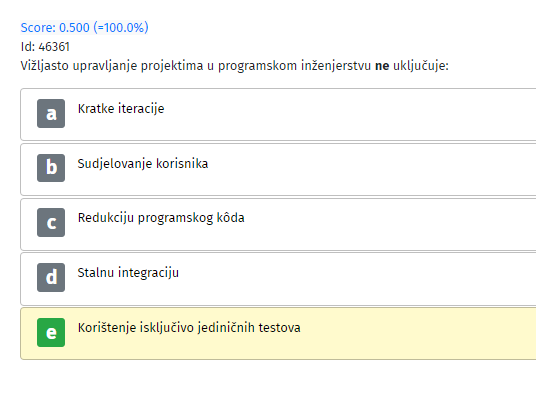 Score: 0.500 (=100.0%)
Id: 46361
Vižljasto upravljanje projektima u programskom inženjerstvu ne uključuje:
a Kratke iteracije
b Sudjelovanje korisnika
c Redukciju programskog kôda
d Stalnu integraciju
e Korištenje isključivo jediničnih testova